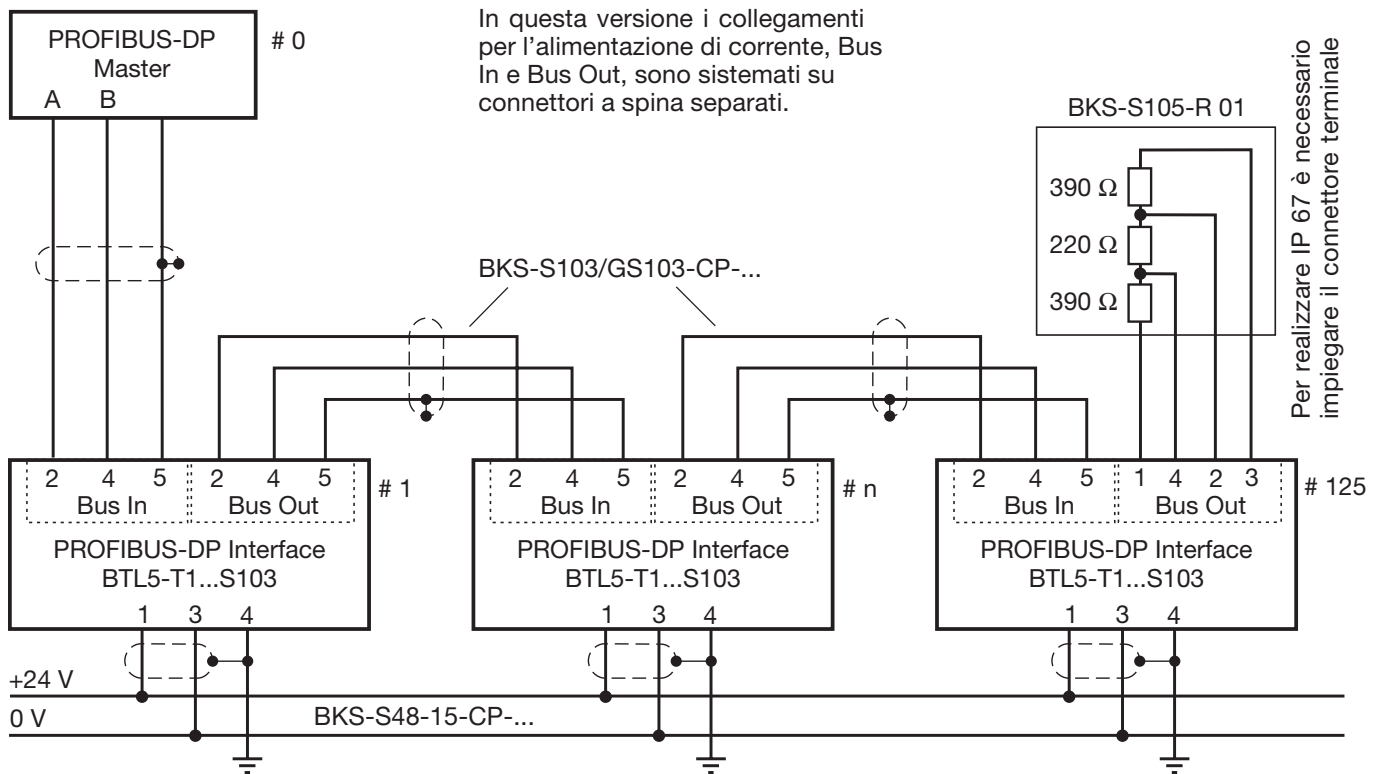 PROFIBUS-DP
Master
A B
# 0
In questa versione i collegamenti
per l’alimentazione di corrente, Bus
In e Bus Out, sono sistemati su
connettori a spina separati.
BKS-S105-R 01
390 Ω
220 Ω
390 Ω
Per realizzare IP 67 è necessario
impiegare il connettore terminale
BKS-S103/GS103-CP-...
2 4 5 2 4 5
Bus In Bus Out
# 1
PROFIBUS-DP Interface
BTL5-T1...S103
1 3 4
2 4 5 2 4 5
Bus In Bus Out
# n
PROFIBUS-DP Interface
BTL5-T1...S103
1 3 4
2 4 5 1 4 2 3
Bus In Bus Out
# 125
PROFIBUS-DP Interface
BTL5-T1...S103
1 3 4
+24 V
0 V
BKS-S48-15-CP-...